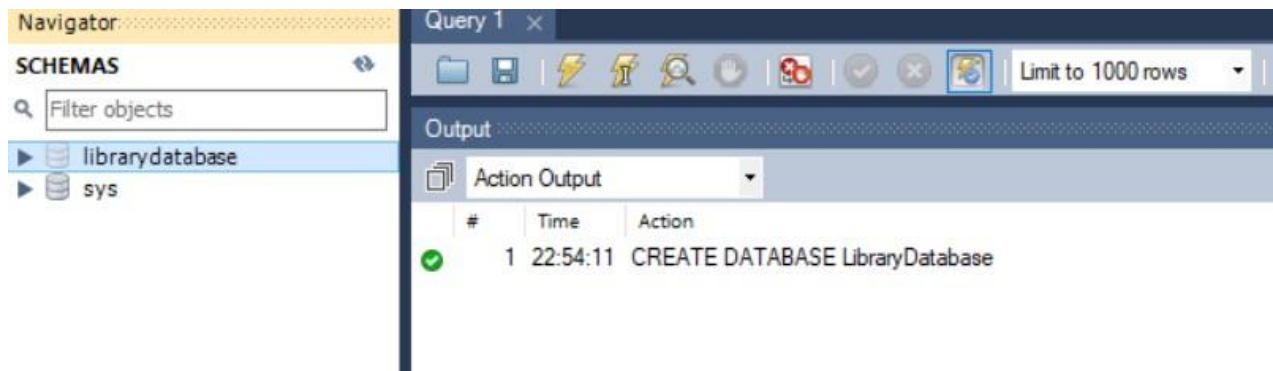 Navigator
SCHEMAS
Filter objects
librarydatabase
sys
Query 1
Limit to 1000 rows
Output
Action Output
# Time Action
1 22:54:11 CREATE DATABASE LibraryDatabase